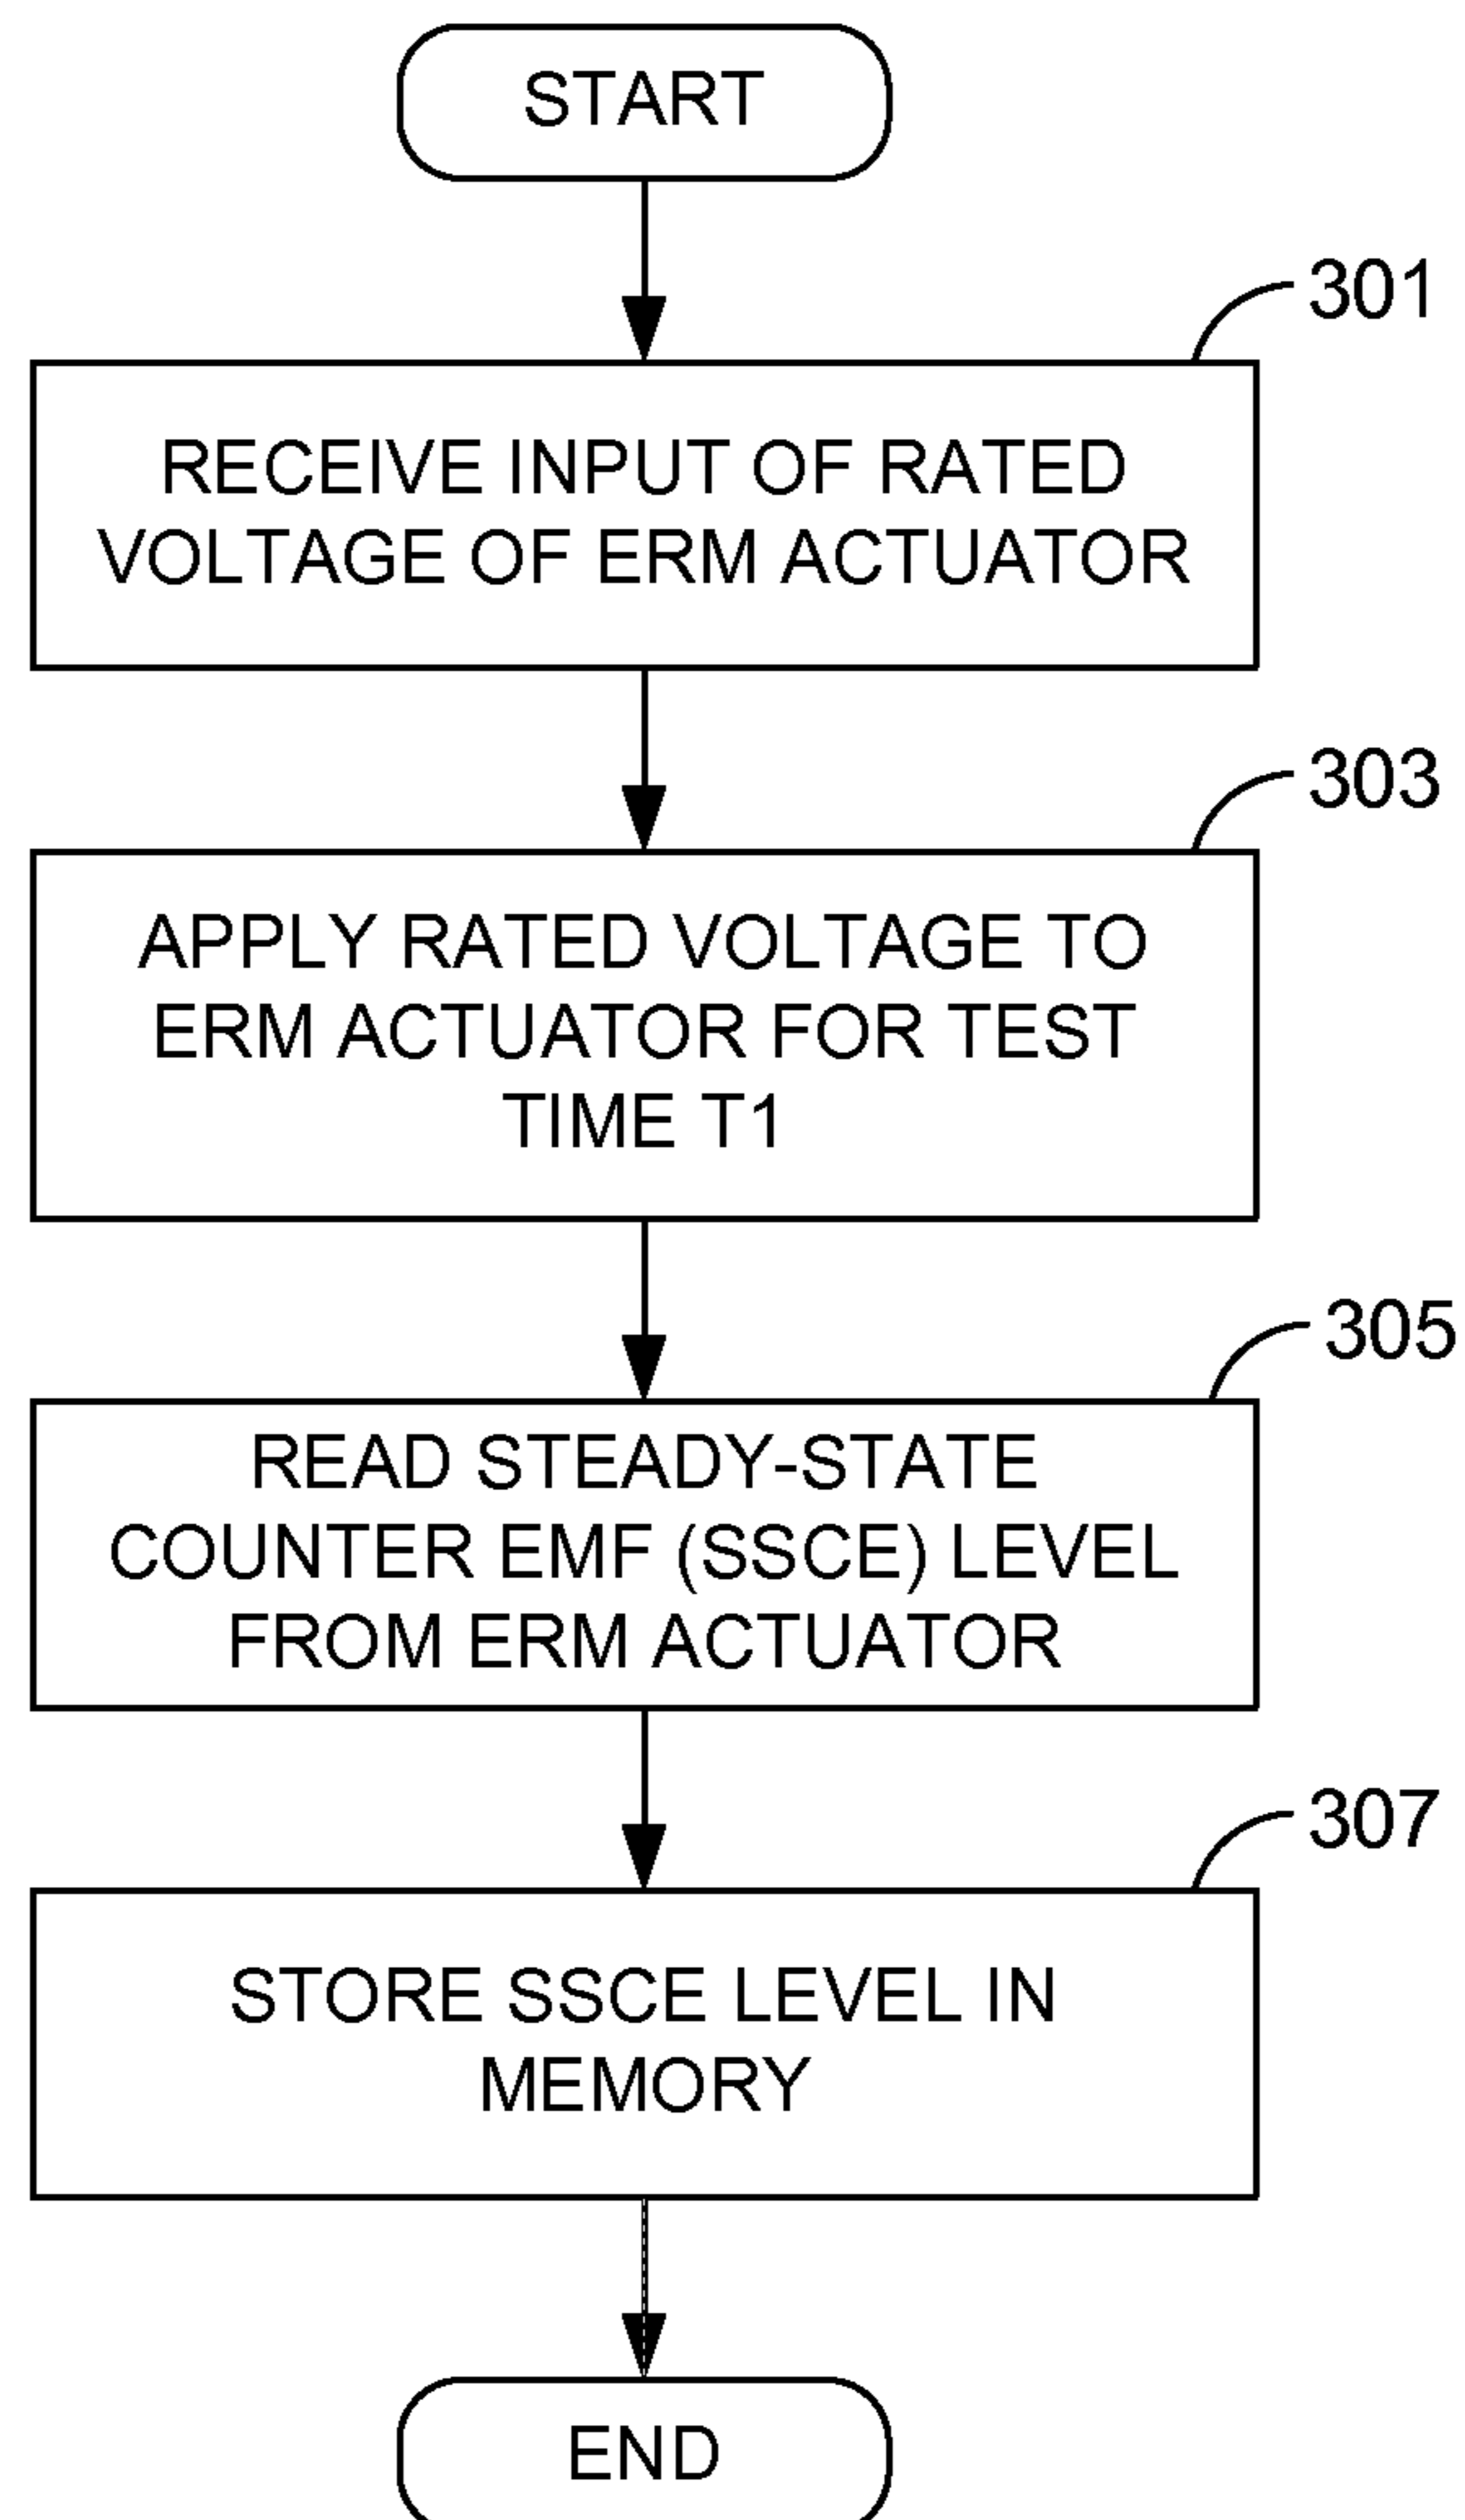 START
301
RECEIVE INPUT OF RATED
VOLTAGE OF ERM ACTUATOR
303
APPLY RATED VOLTAGE TO
ERM ACTUATOR FOR TEST
TIME T1
305
READ STEADY-STATE
COUNTER EMF (SSCE) LEVEL
FROM ERM ACTUATOR
307
STORE SSCE LEVEL IN
MEMORY
END